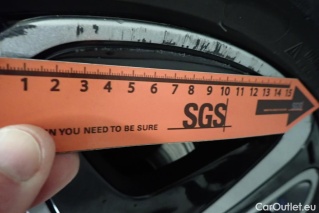 1 2 3 4 5 6 7 8 9 10 11 12 13 14 15
N YOU NEED TO BE SURE
SGS
CarOutlet.eu